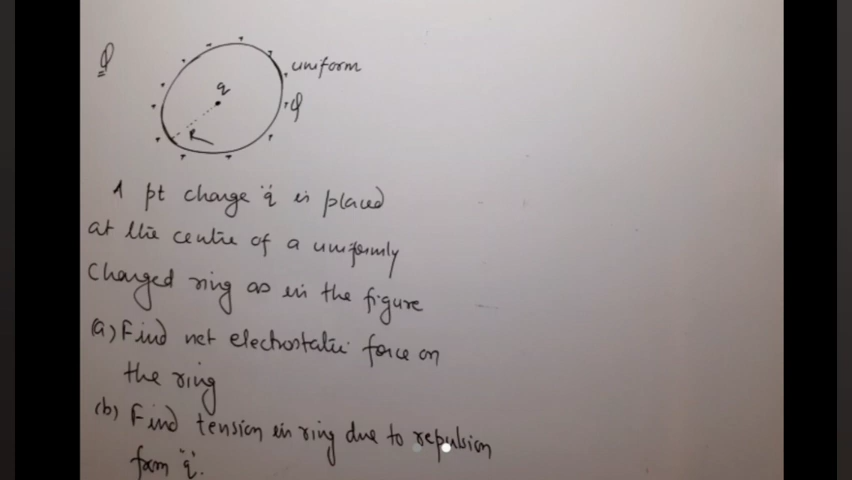 Q
uniform
q
Q
R
A pt charge "q" is placed
at the centre of a uniformly
Charged ring as in the figure
(a) Find net electrostatic force on
the ring
(b) Find tension in ring due to repulsion
from "q".